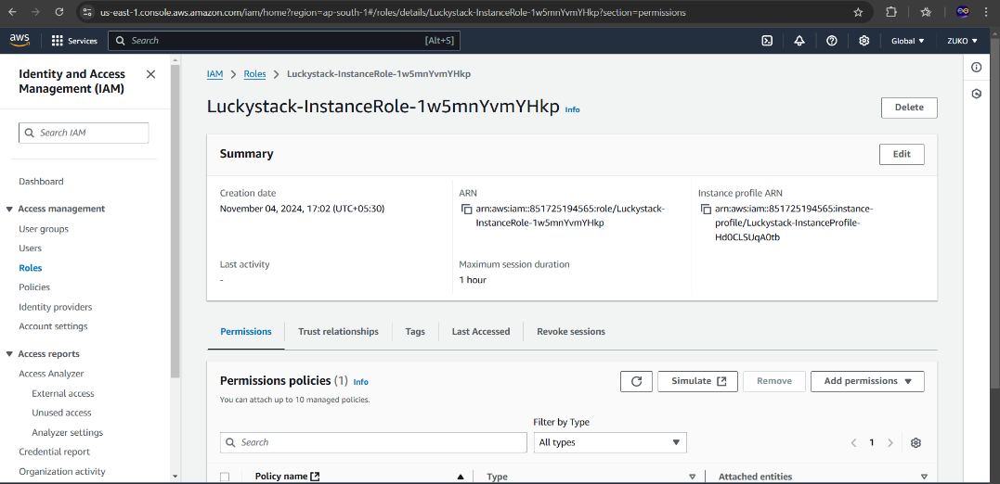 us-east-1.console.aws.amazon.com/iam/home?region=ap-south-1#/roles/details/Luckystack-InstanceRole-1w5mnYvmYHkp?section=permissions
aws
Services
Search
[Alt+S]
Global
ZUKO
Identity and Access
Management (IAM)
Search IAM
Dashboard
Access management
User groups
Users
Roles
Policies
Identity providers
Account settings
Access reports
Access Analyzer
External access
Unused access
Analyzer settings
Credential report
Organization activity
IAM > Roles > Luckystack-InstanceRole-1w5mnYvmYHkp
Luckystack-InstanceRole-1w5mnYvmYHkp Info
Delete
Summary
Edit
Creation date
November 04, 2024, 17:02 (UTC+05:30)
ARN
arn:aws:iam::851725194565:role/Luckystack-
InstanceRole-1w5mnYvmYHkp
Instance profile ARN
arn:aws:iam::851725194565:instance-
profile/Luckystack-InstanceProfile-
Hd0CLSUqA0tb
Last activity
-
Maximum session duration
1 hour
Permissions
Trust relationships
Tags
Last Accessed
Revoke sessions
Permissions policies (1) Info
You can attach up to 10 managed policies.
Simulate
Remove
Add permissions
Filter by Type
Search
All types
1
Policy name
Type
Attached entities